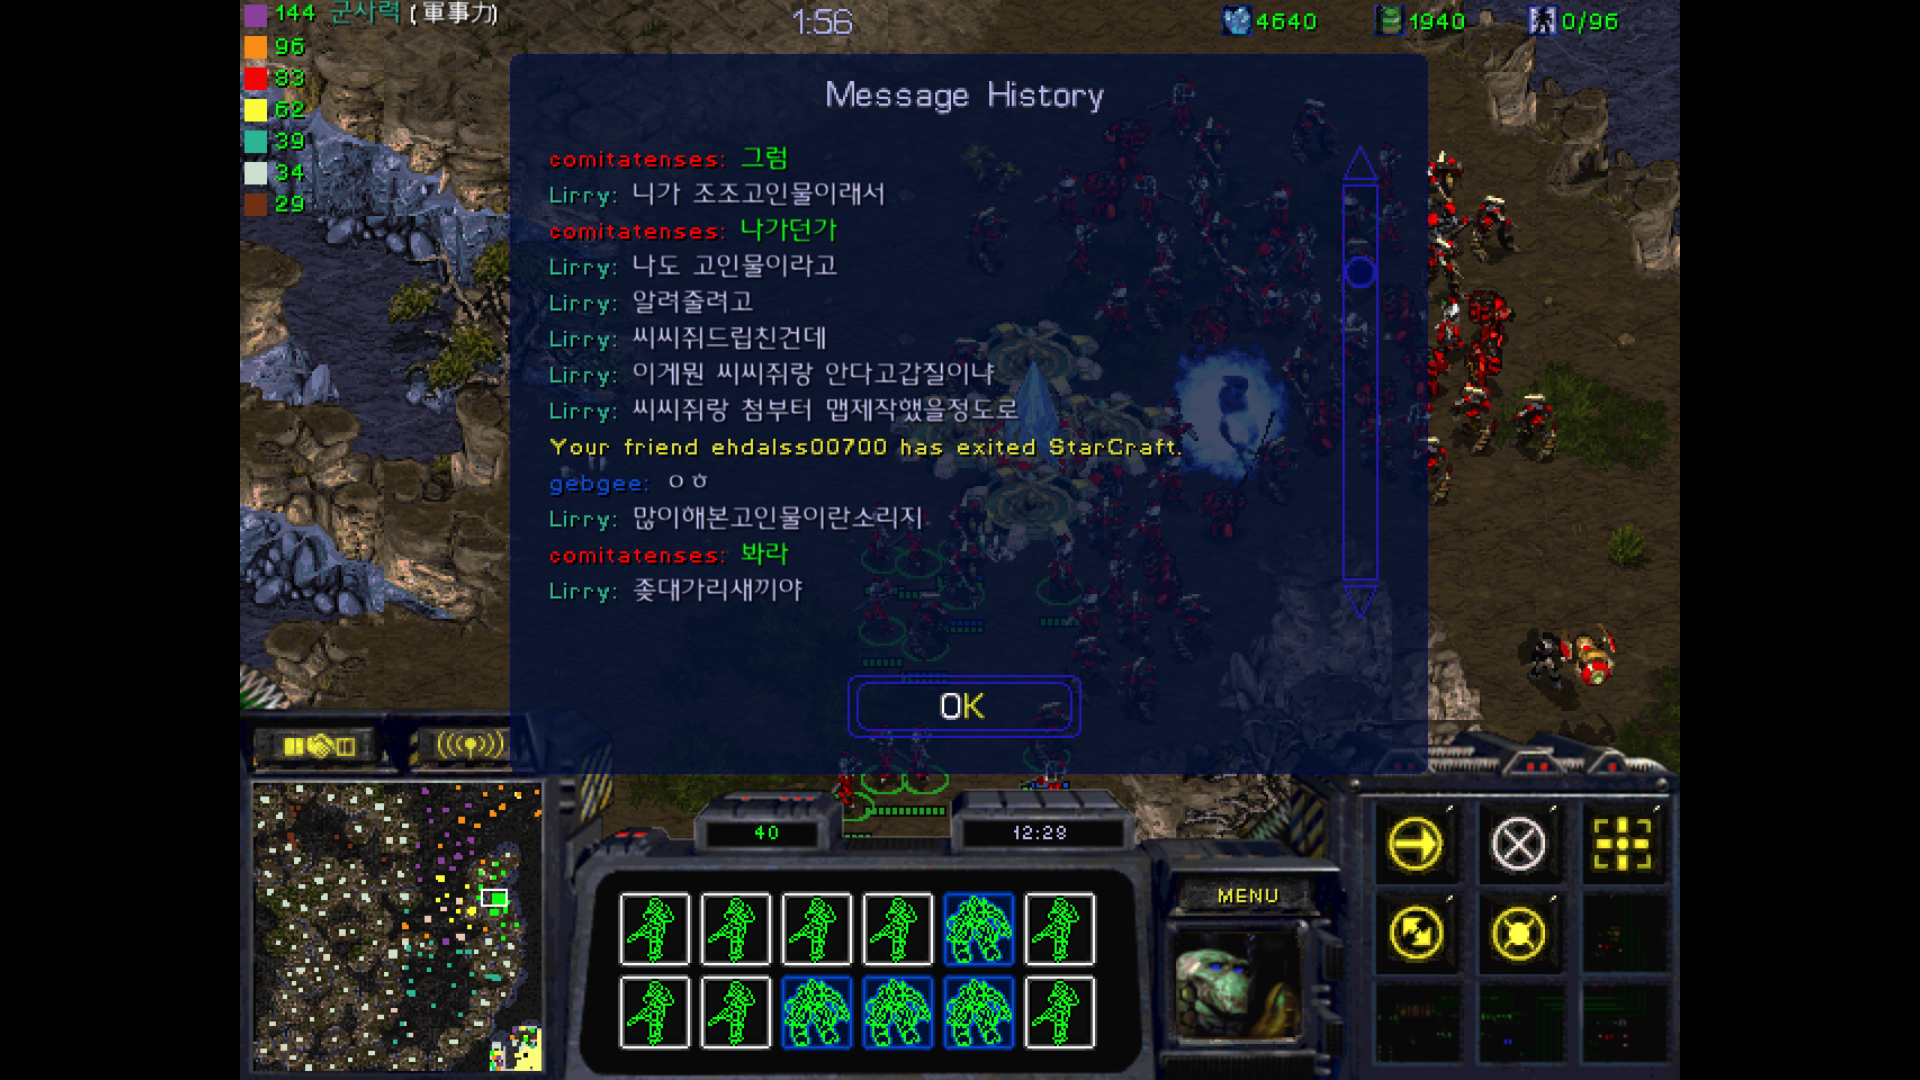 144 군사력 (軍事力)
96
83
62
39
34
29
1:56
4640
1940
0/96
Message History
comitatenses: 그럼
Lirry: 니가 조조고인물이래서
comitatenses: 나가던가
Lirry: 나도 고인물이라고
Lirry: 알려줄려고
Lirry: 씨씨쥐드립친건데
Lirry: 이게뭔 씨씨쥐랑 안다고갑질이냐
Lirry: 씨씨쥐랑 첨부터 맵제작했을정도로
Your friend ehdalss00700 has exited StarCraft.
gebgee: ㅇㅎ
Lirry: 많이해본고인물이란소리지
comitatenses: 봐라
Lirry: 좆대가리새끼야
OK
40
12:29
MENU